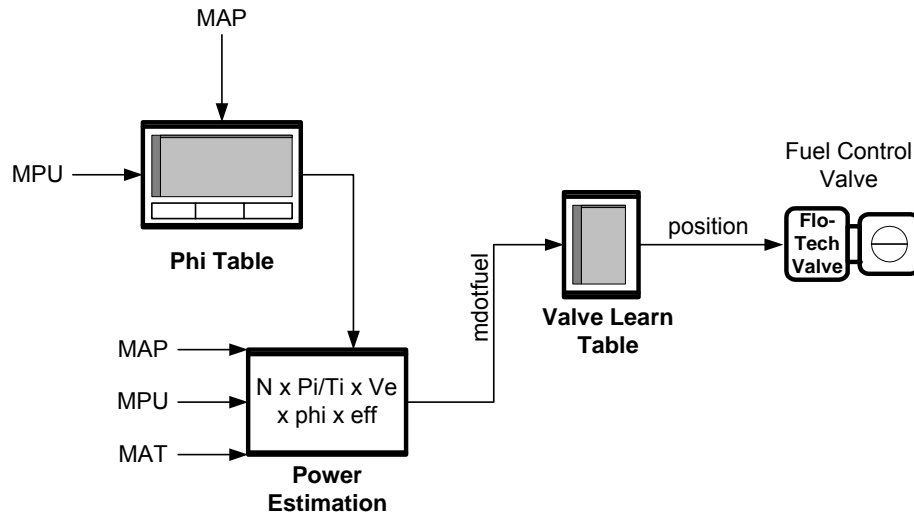 MAP
MPU
Phi Table
MAP
MPU
MAT
N x Pi/Ti x Ve
x phi x eff
Power
Estimation
mdotfuel
Valve Learn
Table
position
Fuel Control
Valve
Flo-
Tech
Valve